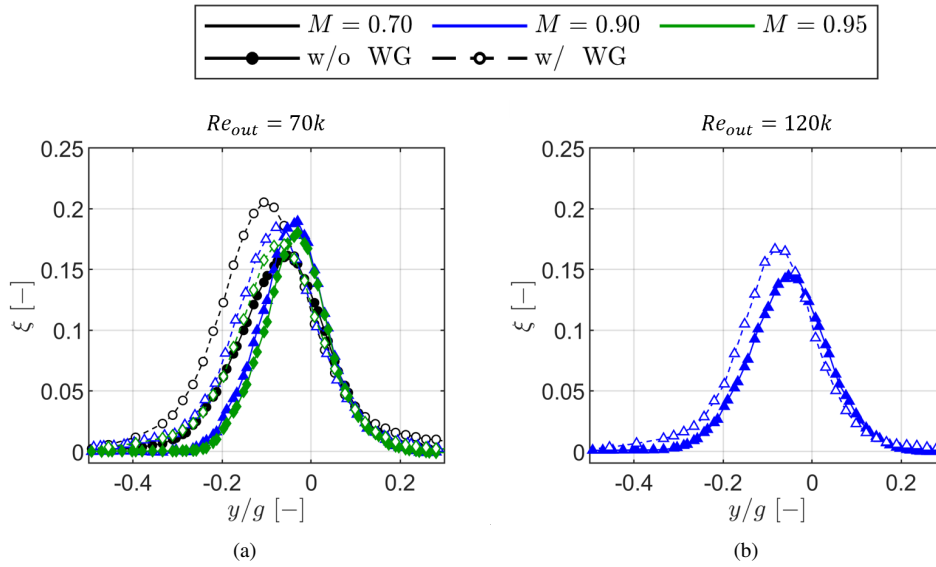 M = 0.70 M = 0.90 M = 0.95
w/o WG w/ WG
Re_out = 70k Re_out = 120k
0.25 0.25
0.2 0.2
0.15 0.15
0.1 0.1
0.05 0.05
0 0
ξ [−] ξ [−]
-0.4 -0.2 0 0.2 -0.4 -0.2 0 0.2
y/g [−] y/g [−]
(a) (b)